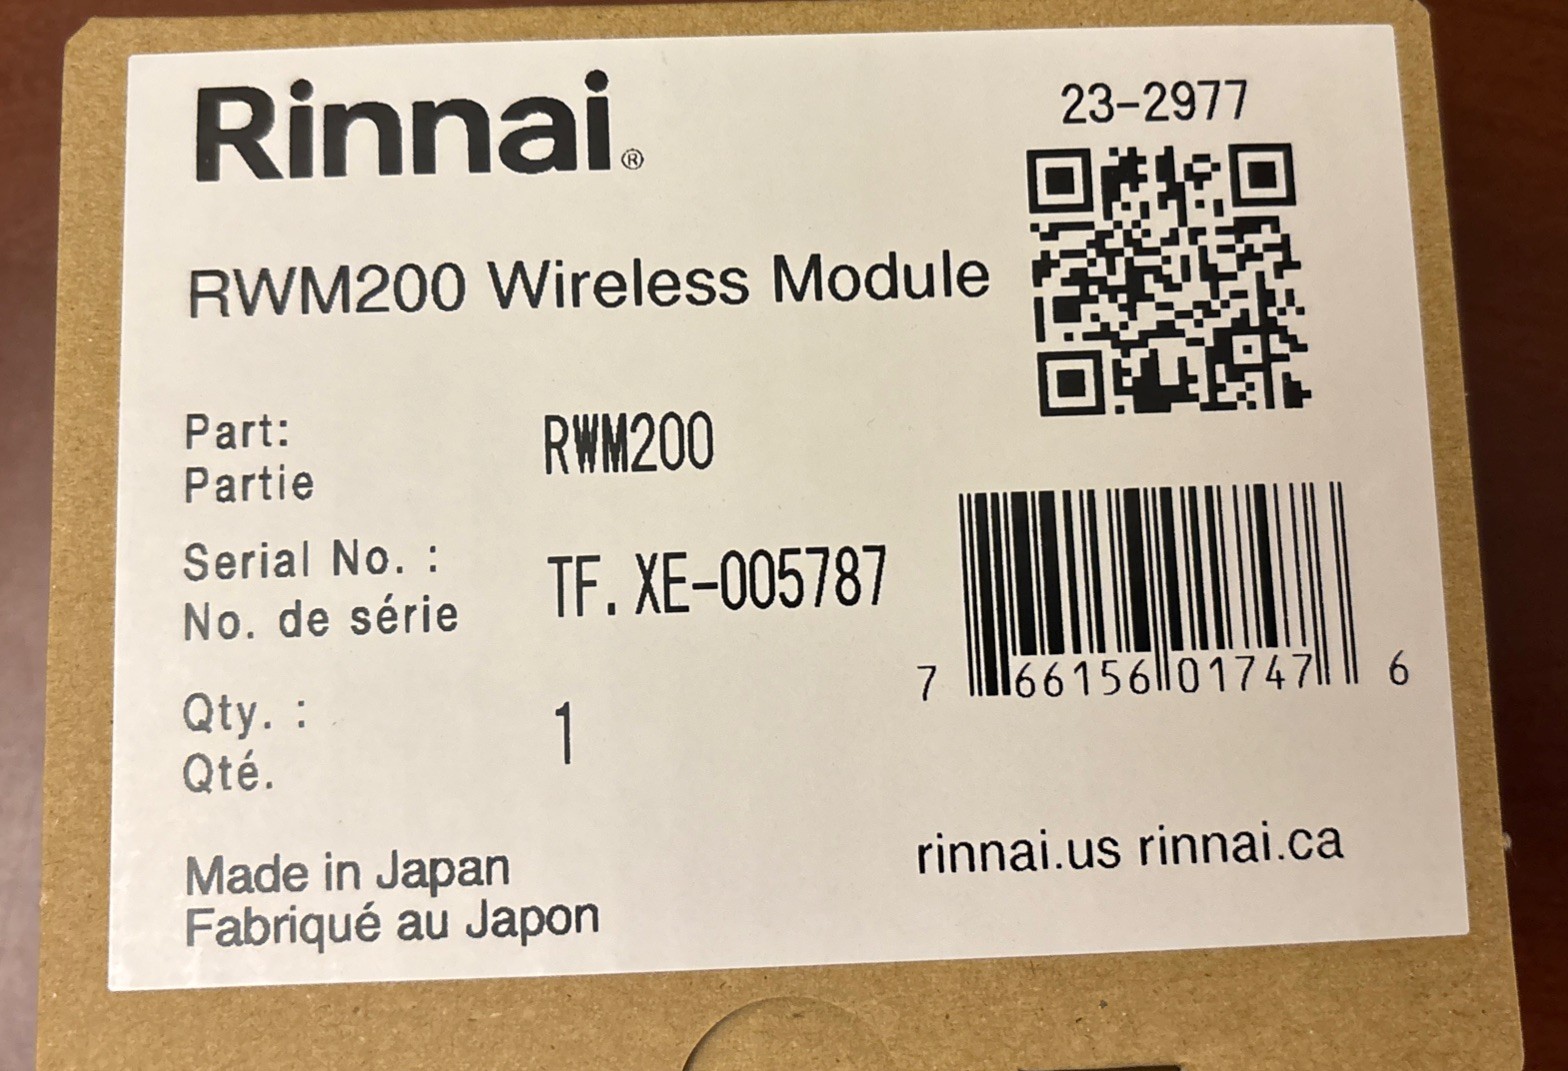 Rinnai®
23-2977
RWM200 Wireless Module
Part: RWM200
Partie
Serial No. : TF. XE-005787
No. de série
7 66156 01747 6
Qty. : 1
Qté.
rinnai.us rinnai.ca
Made in Japan
Fabriqué au Japon